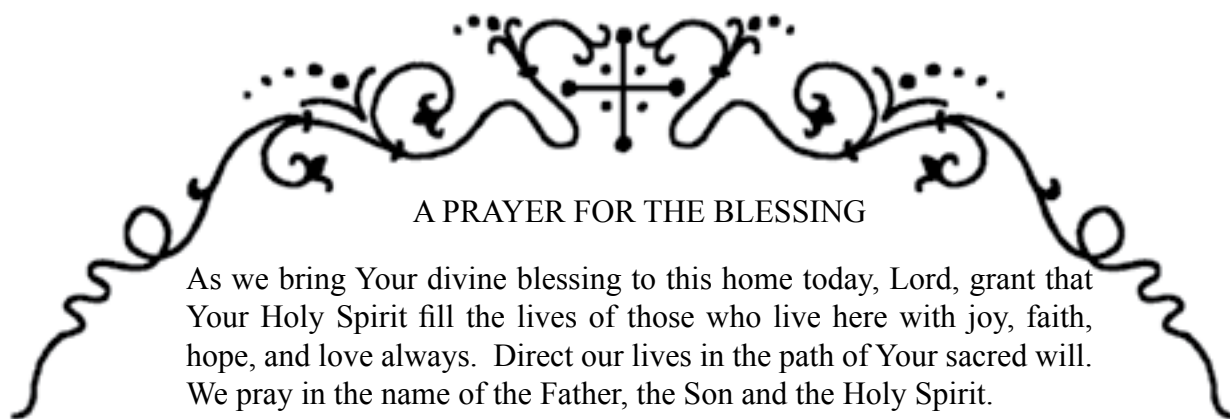 A PRAYER FOR THE BLESSING
As we bring Your divine blessing to this home today, Lord, grant that
Your Holy Spirit fill the lives of those who live here with joy, faith,
hope, and love always.  Direct our lives in the path of Your sacred will.
We pray in the name of the Father, the Son and the Holy Spirit.